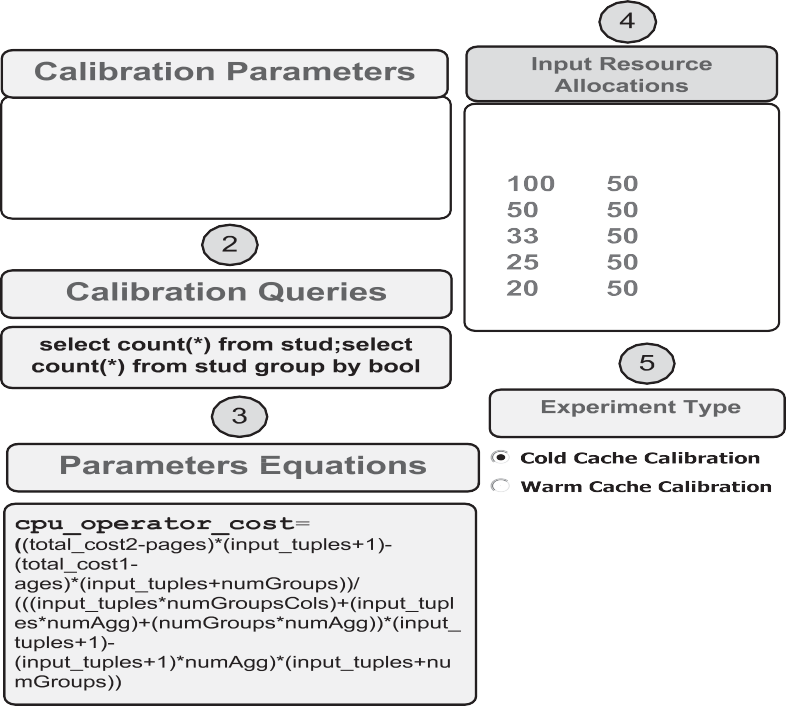 Calibration Parameters
2
Calibration Queries
select count(*) from stud;select
count(*) from stud group by bool
3
Parameters Equations
cpu_operator_cost=
((total_cost2-pages)*(input_tuples+1)-
(total_cost1-
ages)*(input_tuples+numGroups))/
(((input_tuples*numGroupsCols)+(input_tupl
es*numAgg)+(numGroups*numAgg))*(input_
tuples+1)-
(input_tuples+1)*numAgg)*(input_tuples+nu
mGroups))
4
Input Resource
Allocations
100 50
50 50
33 50
25 50
20 50
5
Experiment Type
Cold Cache Calibration
Warm Cache Calibration